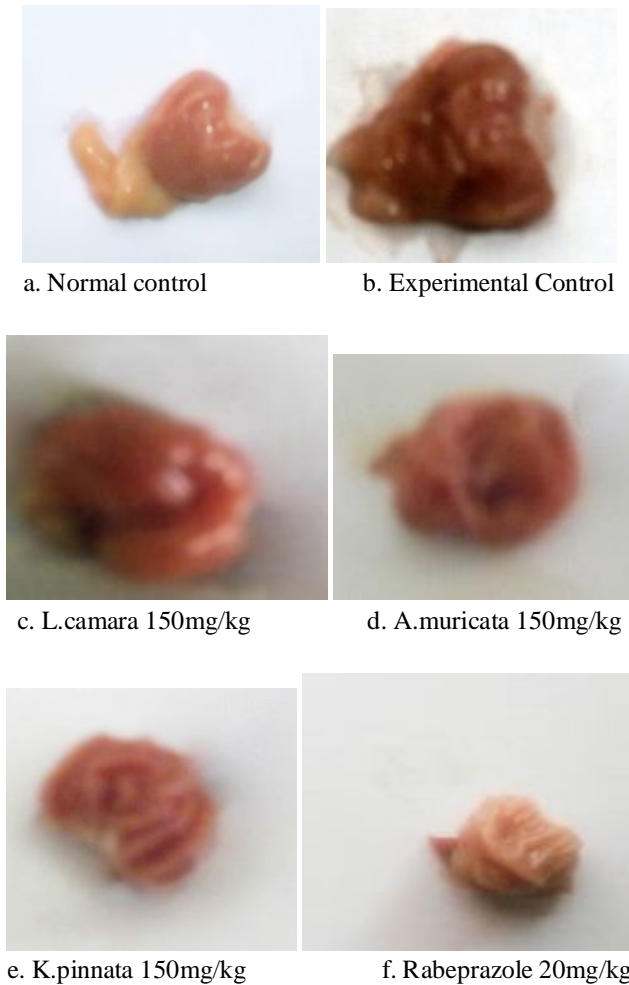 a. Normal control
b. Experimental Control
c. L.camara 150mg/kg
d. A.muricata 150mg/kg
e. K.pinnata 150mg/kg
f. Rabeprazole 20mg/kg